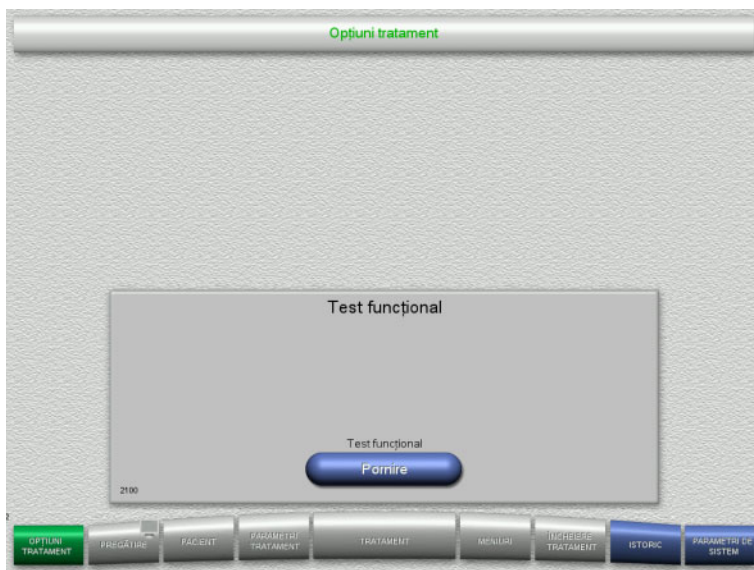 Opțiuni tratament
Test funcțional
Test funcțional
Pornire
2100
OPȚIUNI
TRATAMENT
PREGĂTIRE
PACIENT
PARAMETRI
TRATAMENT
TRATAMENT
MENIURI
ÎNCHEIERE
TRATAMENT
ISTORIC
PARAMETRI DE
SISTEM